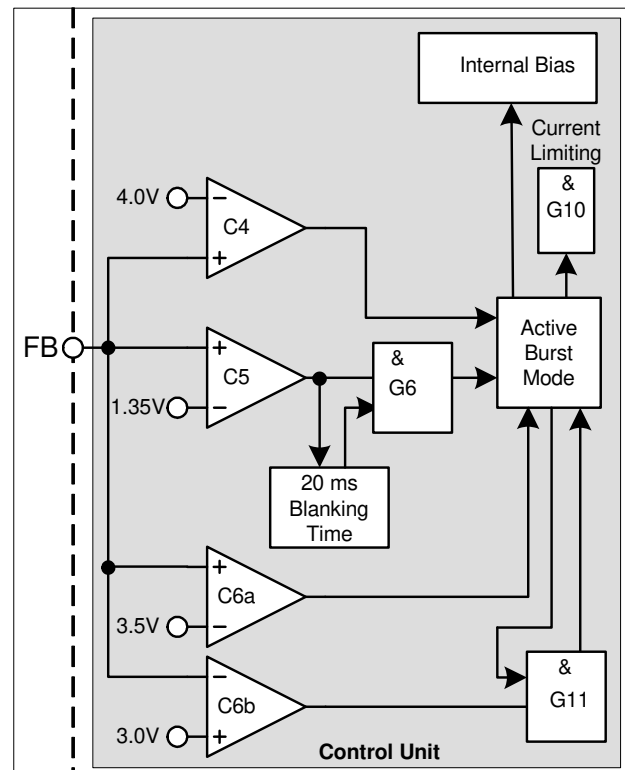 Internal Bias
Current
Limiting
&
G10
4.0V
−
C4
+
FB
+
C5
−
1.35V
&
G6
Active
Burst
Mode
20 ms
Blanking
Time
+
C6a
−
3.5V
−
C6b
+
3.0V
&
G11
Control Unit